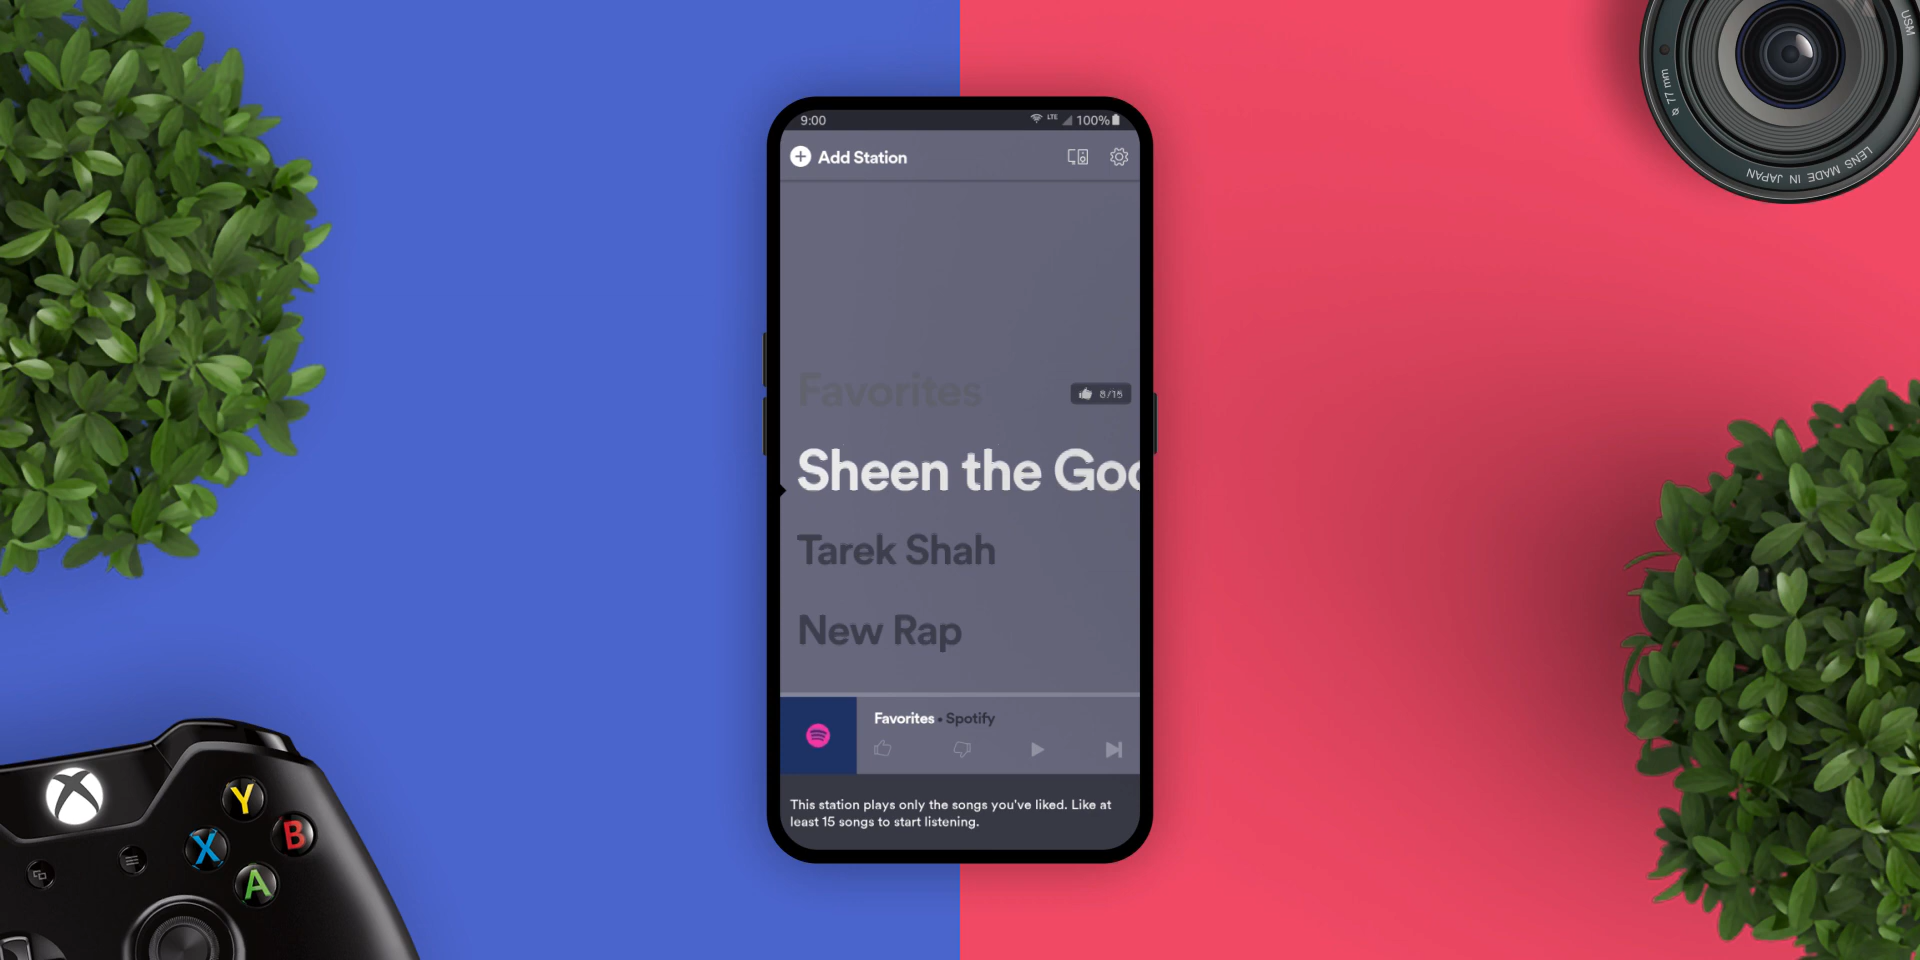 9:00
LTE
100%
Add Station
Favorites
8/15
Sheen the Goo
Tarek Shah
New Rap
Favorites • Spotify
This station plays only the songs you've liked. Like at
least 15 songs to start listening.
Y
B
X
A
USM
77 mm
LENS MADE IN JAPAN